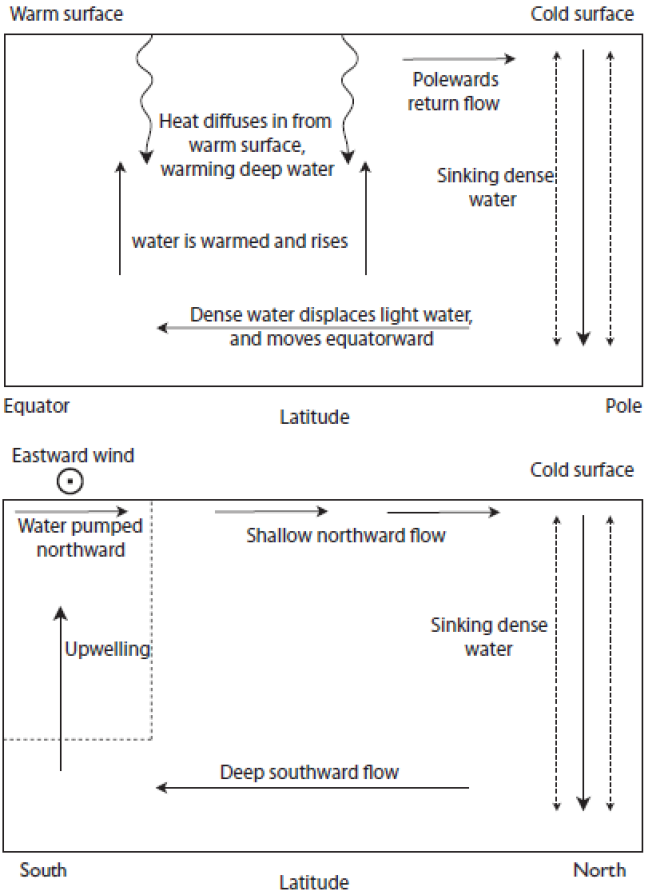 Warm surface
Cold surface
Polewards
return flow
Heat diffuses in from
warm surface,
warming deep water
Sinking dense
water
water is warmed and rises
Dense water displaces light water,
and moves equatorward
Equator
Latitude
Pole
Eastward wind
Cold surface
Water pumped
northward
Shallow northward flow
Sinking dense
water
Upwelling
Deep southward flow
South
Latitude
North